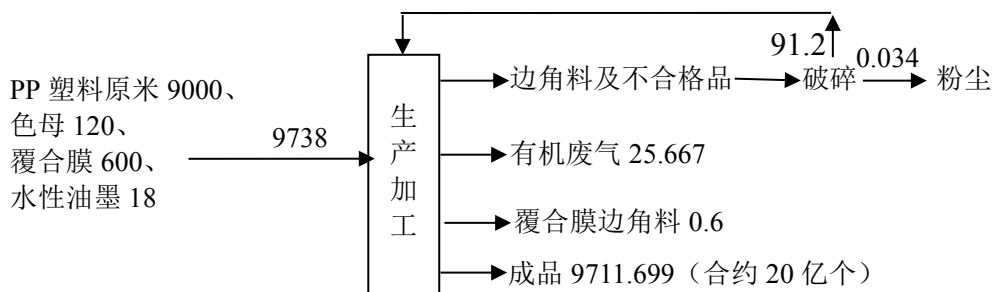 91.2
0.034
边角料及不合格品
破碎
粉尘
PP 塑料原米 9000、
色母 120、
覆合膜 600、
水性油墨 18
9738
生产加工
有机废气 25.667
覆合膜边角料 0.6
成品 9711.699（合约 20 亿个）